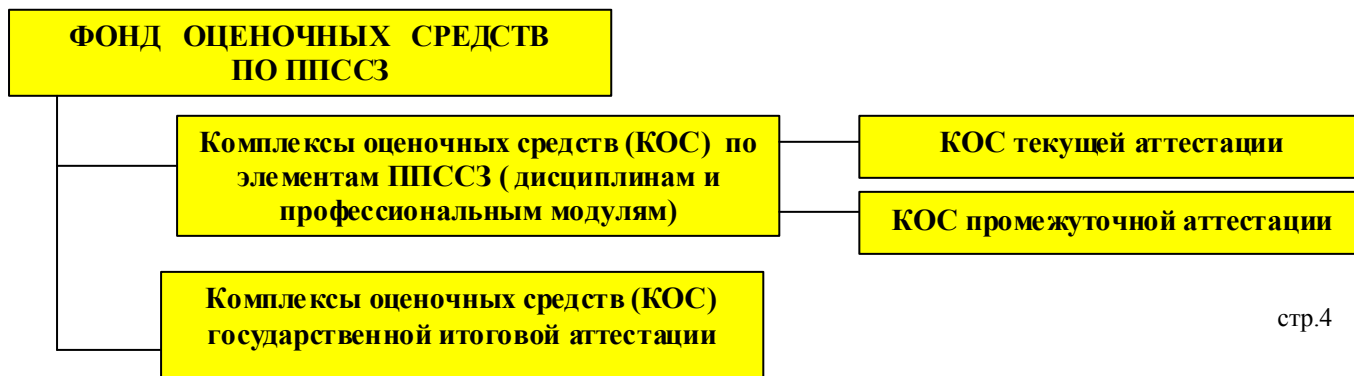 ФОНД ОЦЕНОЧНЫХ СРЕДСТВ
ПО ППССЗ
Комплексы оценочных средств (КОС) по
элементам ППССЗ ( дисциплинам и
профессиональным модулям)
КОС текущей аттестации
КОС промежуточной аттестации
Комплексы оценочных средств (КОС)
государственной итоговой аттестации
стр.4